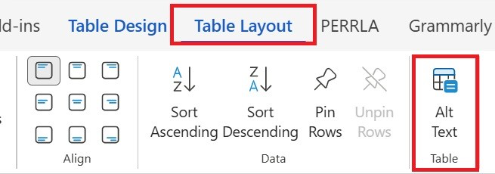 dd-ins Table Design Table Layout PERRLA Grammarly
Sort Ascending
Sort Descending
Pin Rows
Unpin Rows
Alt Text
Align Data Table